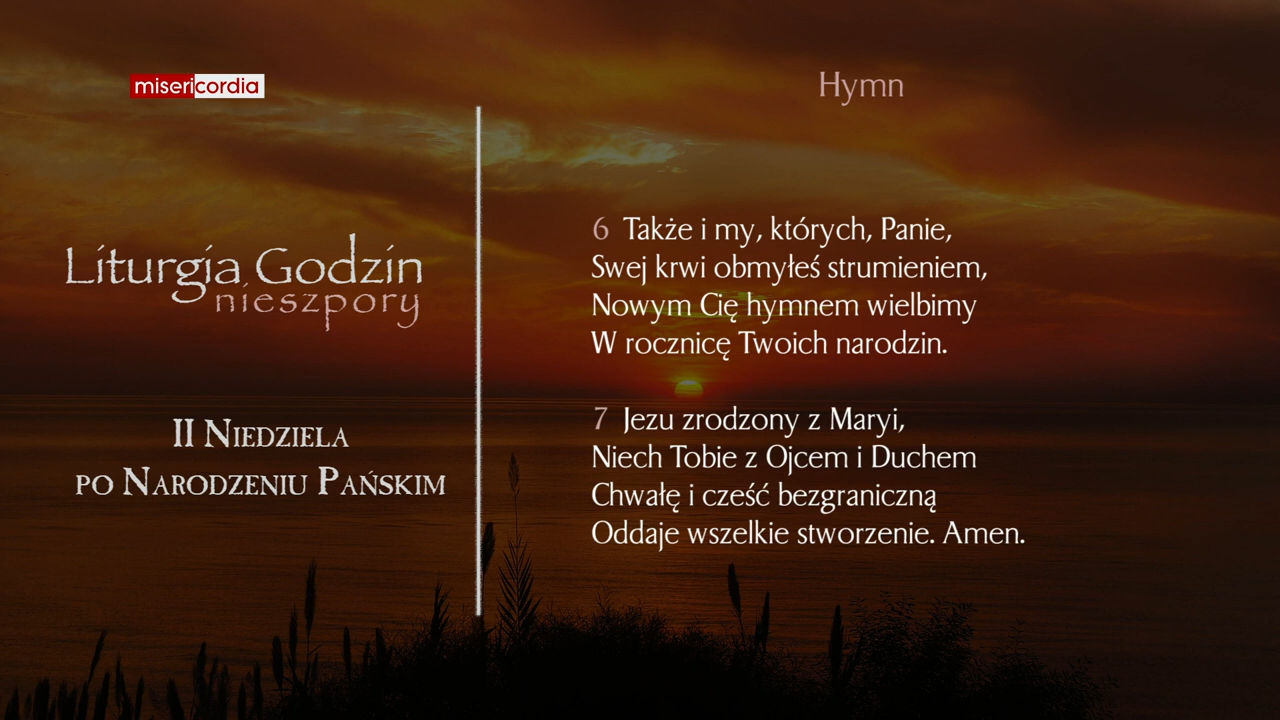 misericordia
Liturgia Godzin
nieszpory
II Niedziela
po Narodzeniu Pańskim
Hymn
6 Także i my, których, Panie,
Swej krwi obmyłeś strumieniem,
Nowym Cię hymnem wielbimy
W rocznicę Twoich narodzin.
7 Jezu zrodzony z Maryi,
Niech Tobie z Ojcem i Duchem
Chwałę i cześć bezgraniczną
Oddaje wszelkie stworzenie. Amen.